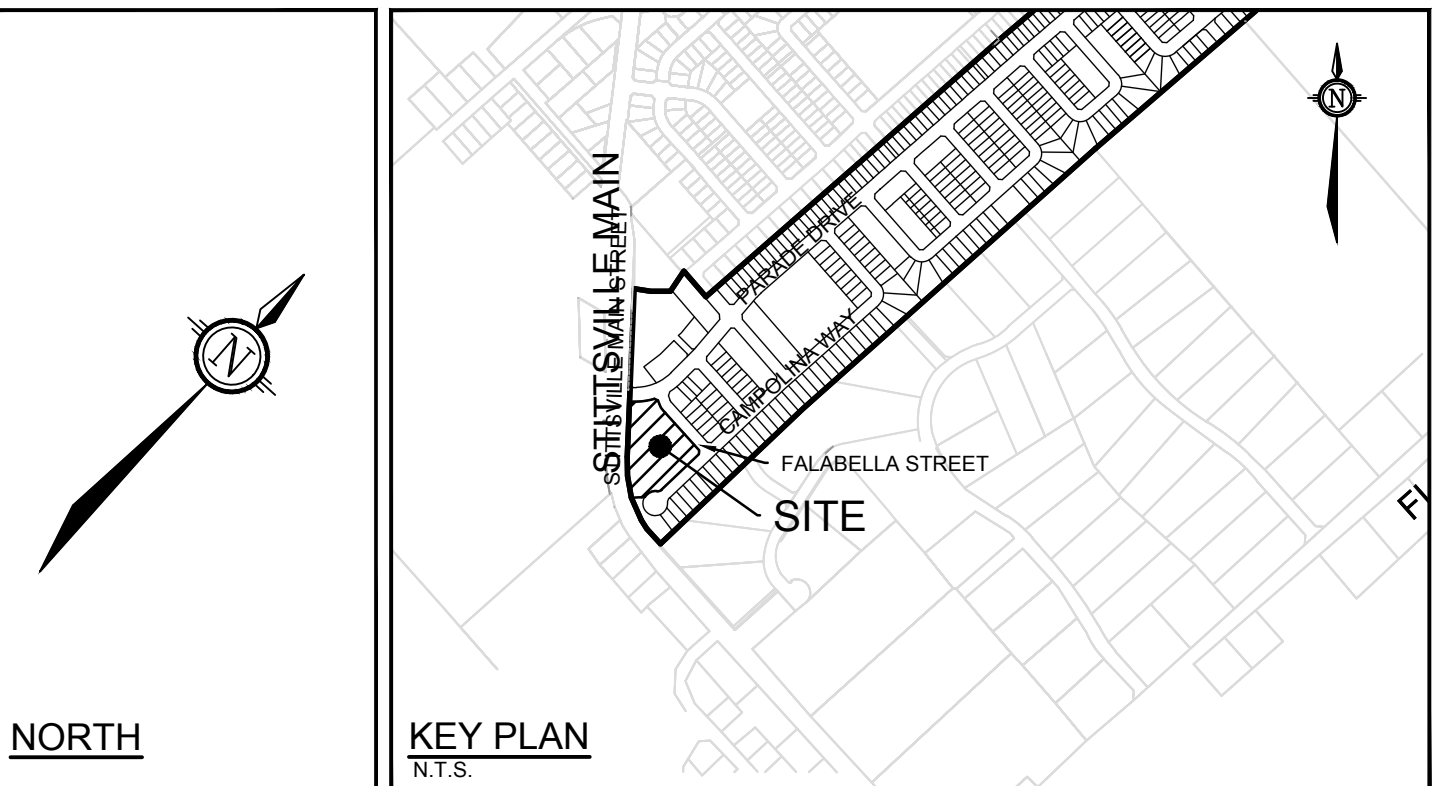 N
NORTH
N
STITTSVILLE MAIN
STITTSVILLE MAIN STREET
PARADE DRIVE
CAMPOLINA WAY
FALABELLA STREET
SITE
KEY PLAN
N.T.S.